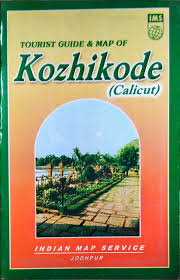 IMS
TOURIST GUIDE & MAP OF
Kozhikode
(Calicut)
INDIAN MAP SERVICE
JODHPUR